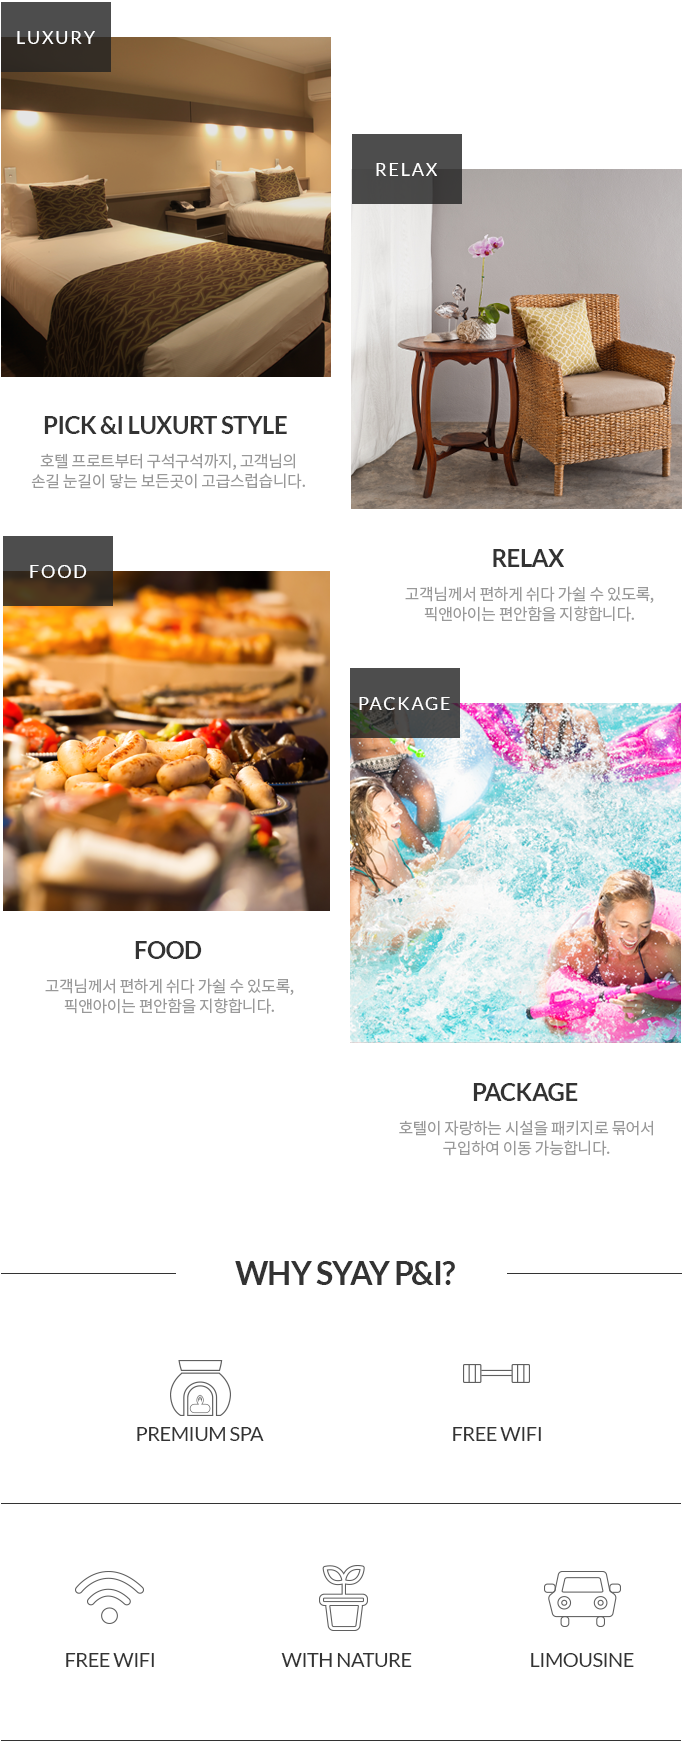 LUXURY
PICK &I LUXURT STYLE
호텔 프로트부터 구석구석까지, 고객님의
손길 눈길이 닿는 보든곳이 고급스럽습니다.
RELAX
RELAX
고객님께서 편하게 쉬다 가쉴 수 있도록,
픽앤아이는 편안함을 지향합니다.
FOOD
FOOD
고객님께서 편하게 쉬다 가쉴 수 있도록,
픽앤아이는 편안함을 지향합니다.
PACKAGE
PACKAGE
호텔이 자랑하는 시설을 패키지로 묶어서
구입하여 이동 가능합니다.
WHY SYAY P&I?
PREMIUM SPA
FREE WIFI
FREE WIFI
WITH NATURE
LIMOUSINE